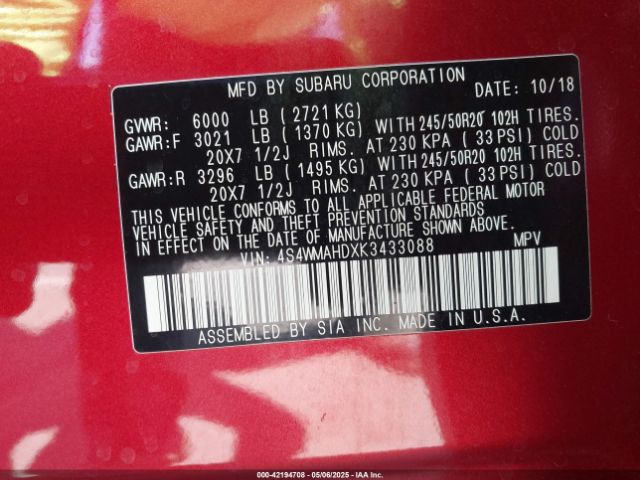 MFD BY SUBARU CORPORATION DATE: 10/18
GVWR: 6000 LB (2721 KG)
GAWR:F 3021 LB (1370 KG) WITH 245/50R20 102H TIRES.
20X7 1/2J RIMS. AT 230 KPA (33 PSI) COLD
GAWR:R 3296 LB (1495 KG) WITH 245/50R20 102H TIRES.
20X7 1/2J RIMS. AT 230 KPA (33 PSI) COLD
THIS VEHICLE CONFORMS TO ALL APPLICABLE FEDERAL MOTOR
VEHICLE SAFETY AND THEFT PREVENTION STANDARDS
IN EFFECT ON THE DATE OF MANUFACTURE SHOWN ABOVE.
VIN: 4S4WMAHDXK3433088 MPV
ASSEMBLED BY SIA INC. MADE IN U.S.A.
000-42194708 - 05/06/2025 - IAA Inc.